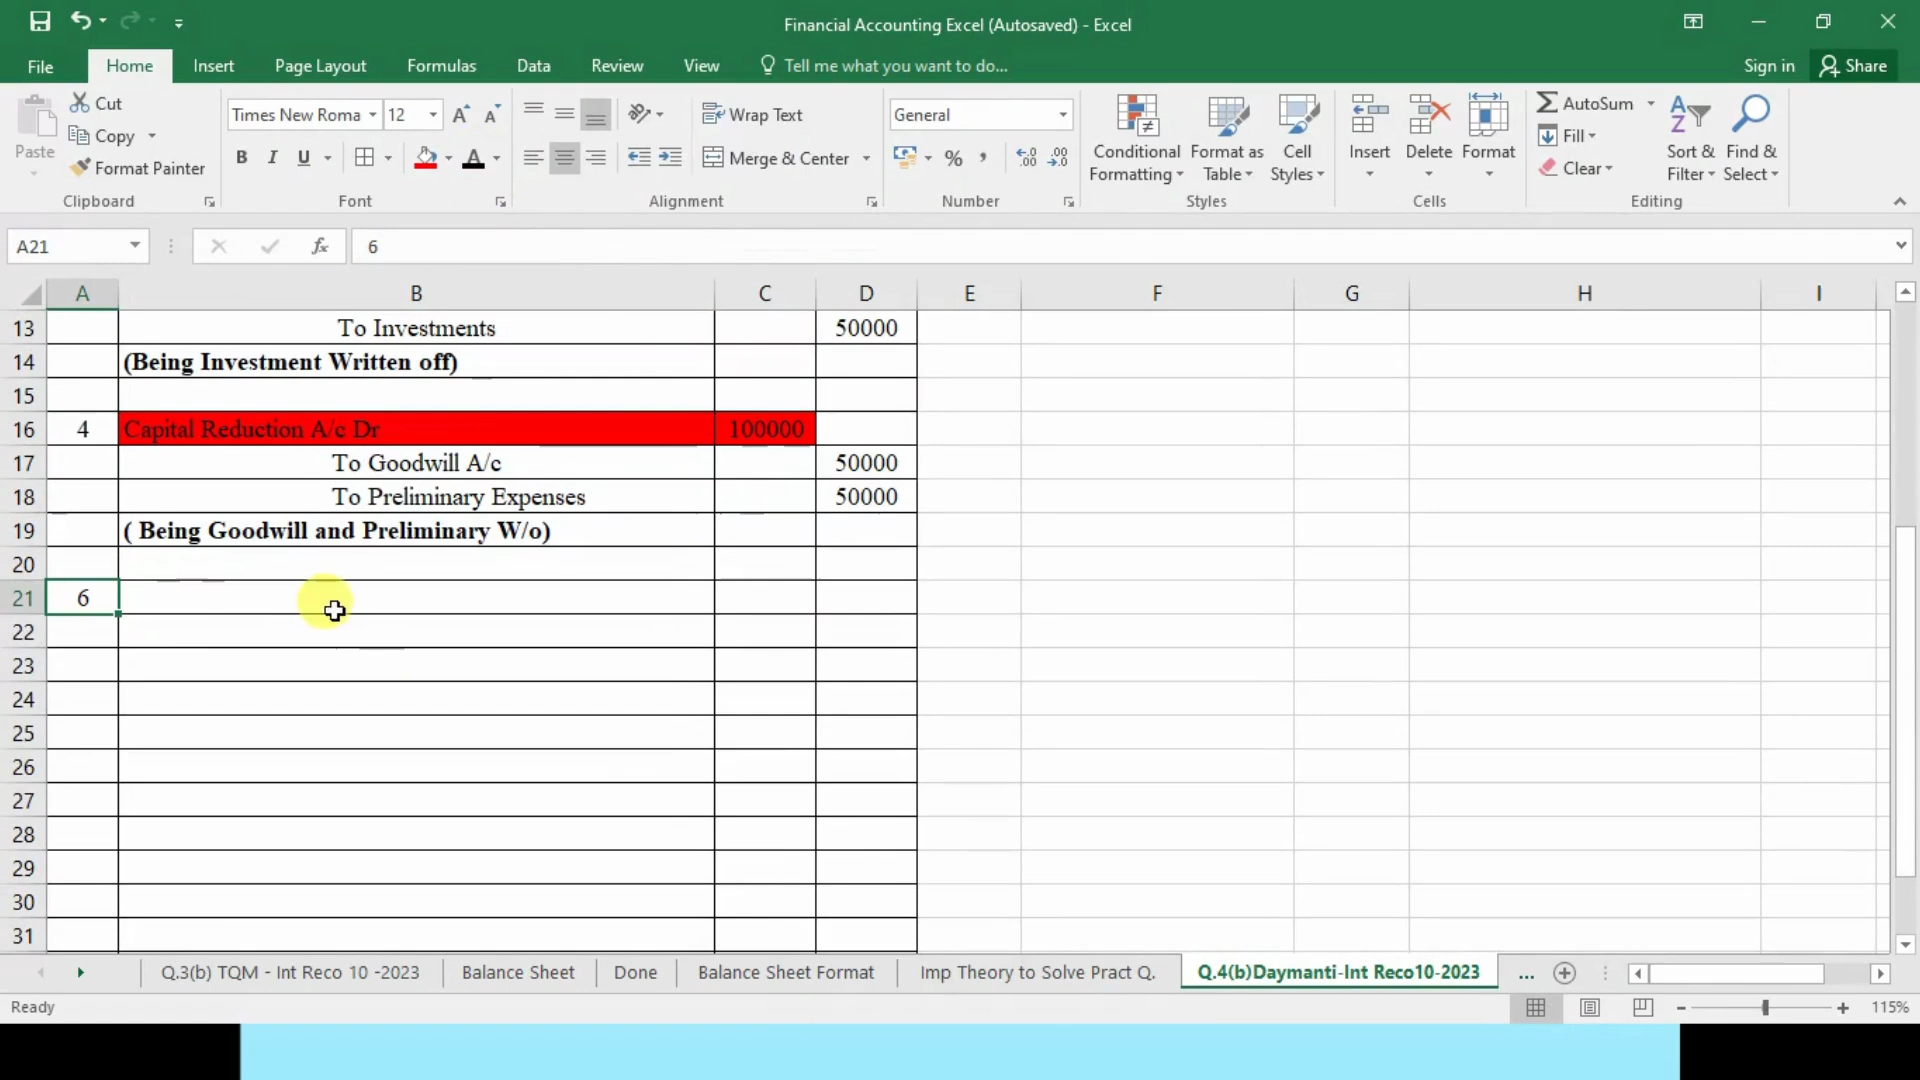 Financial Accounting Excel (Autosaved) - Excel
File Home Insert Page Layout Formulas Data Review View Tell me what you want to do... Sign in Share
Paste Cut Copy Format Painter Clipboard
Times New Roma 12 B I U A A A Font
Wrap Text Merge & Center Alignment
General % , Number
Conditional Formatting Format as Table Cell Styles Styles
Insert Delete Format Cells
AutoSum Fill Clear Sort & Filter Find & Select Editing
A21 fx 6
A B C D E F G H I
13 To Investments 50000
14 (Being Investment Written off)
15
16 4 Capital Reduction A/c Dr 100000
17 To Goodwill A/c 50000
18 To Preliminary Expenses 50000
19 ( Being Goodwill and Preliminary W/o)
20
21 6
22
23
24
25
26
27
28
29
30
31
Q.3(b) TQM - Int Reco 10 -2023 Balance Sheet Done Balance Sheet Format Imp Theory to Solve Pract Q. Q.4(b)Daymanti-Int Reco10-2023 ...
Ready 115%